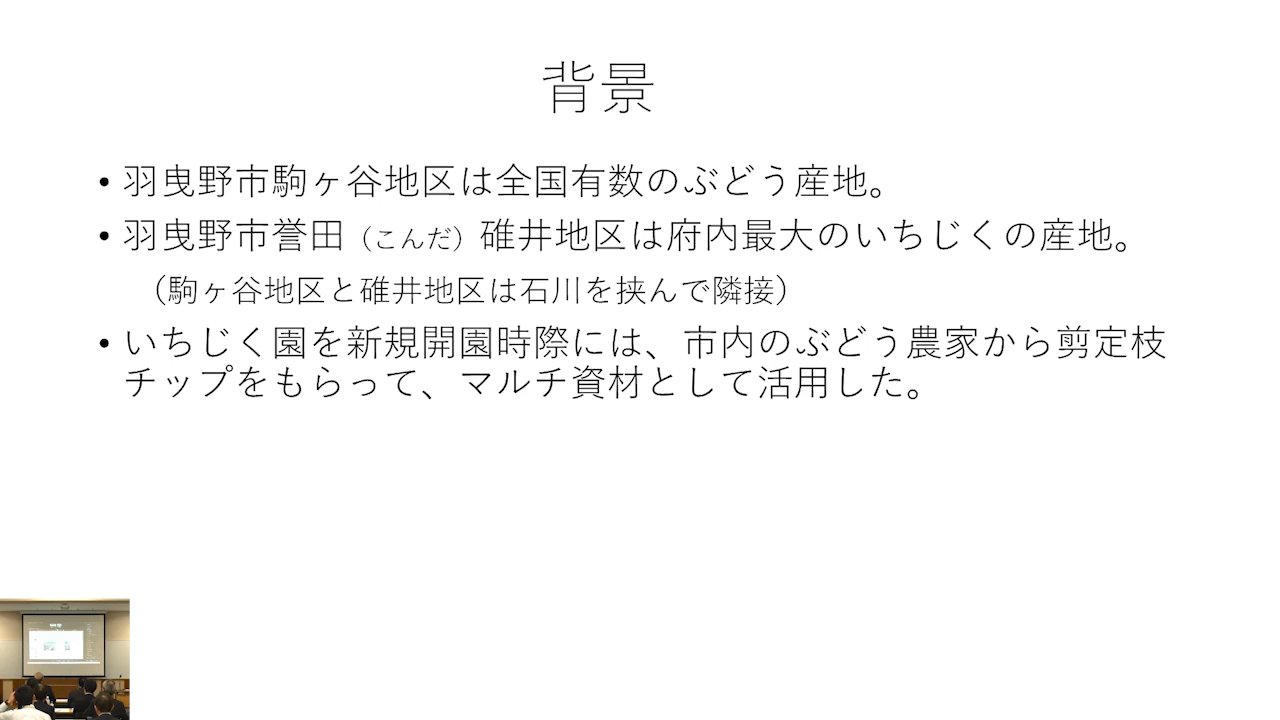 背景
• 羽曳野市駒ヶ谷地区は全国有数のぶどう産地。
• 羽曳野市誉田（こんだ）碓井地区は府内最大のいちじくの産地。
（駒ヶ谷地区と碓井地区は石川を挟んで隣接）
• いちじく園を新規開園時際には、市内のぶどう農家から剪定枝
チップをもらって、マルチ資材として活用した。